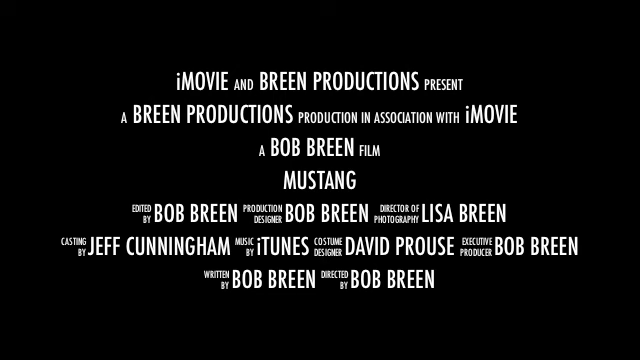 iMOVIE AND BREEN PRODUCTIONS PRESENT
A BREEN PRODUCTIONS PRODUCTION IN ASSOCIATION WITH iMOVIE
A BOB BREEN FILM
MUSTANG
EDITED BY BOB BREEN PRODUCTION DESIGNER BOB BREEN DIRECTOR OF PHOTOGRAPHY LISA BREEN
CASTING BY JEFF CUNNINGHAM MUSIC BY iTUNES COSTUME DESIGNER DAVID PROUSE EXECUTIVE PRODUCER BOB BREEN
WRITTEN BY BOB BREEN DIRECTED BY BOB BREEN